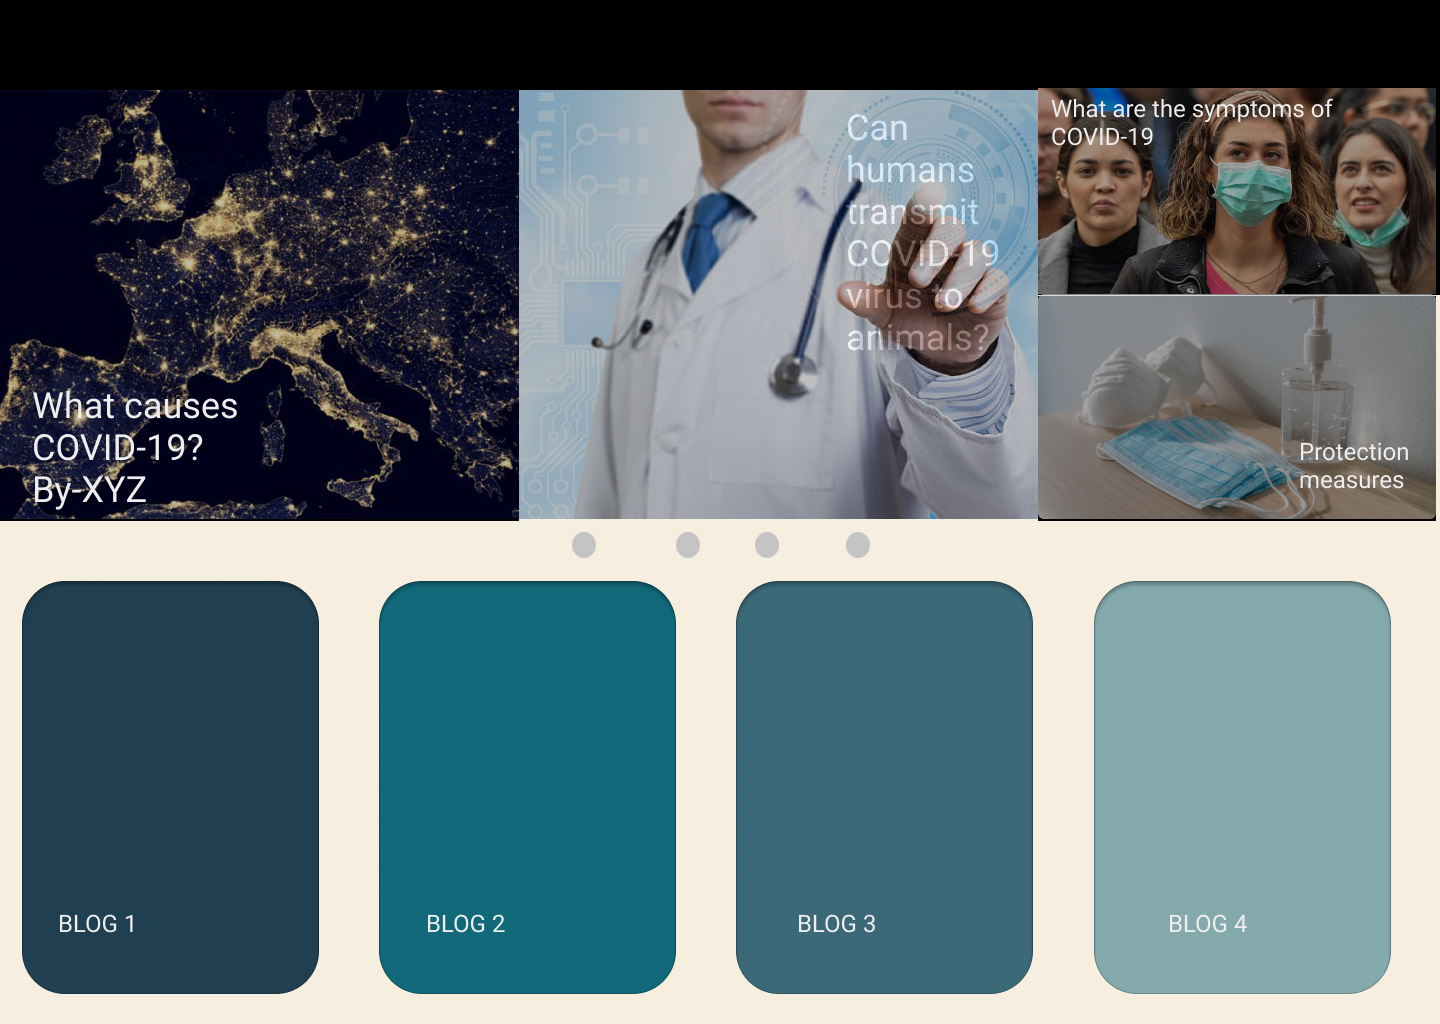 What causes
COVID-19?
By-XYZ
Can
humans
transmit
COVID-19
virus to
animals?
What are the symptoms of
COVID-19
Protection
measures
BLOG 1
BLOG 2
BLOG 3
BLOG 4